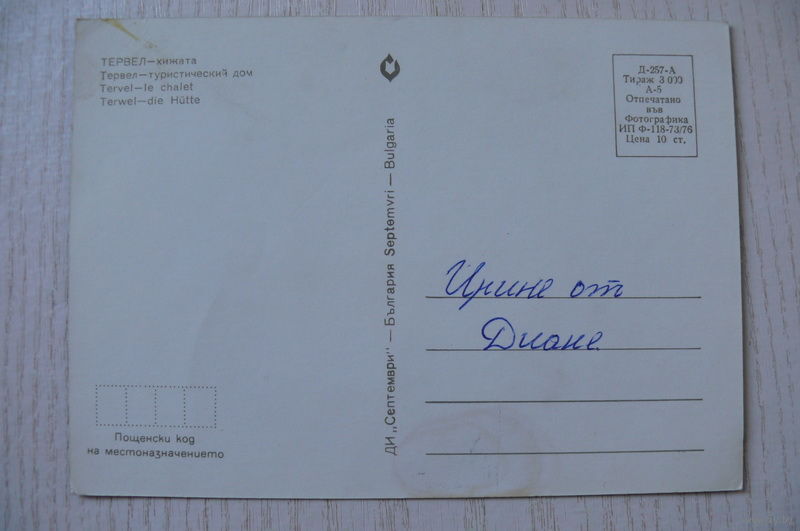 ТЕРВЕЛ—хижата
Тервел—туристический дом
Tervel—le chalet
Terwel—die Hütte
Пощенски код
на местоназначението
ДИ „Септември" — България Septemvri — Bulgaria
Д-257-А
Тираж 3 000
А-5
Отпечатано
във
Фотографика
ИП Ф-118-73/76
Цена 10 ст.
Ирине от
Диане